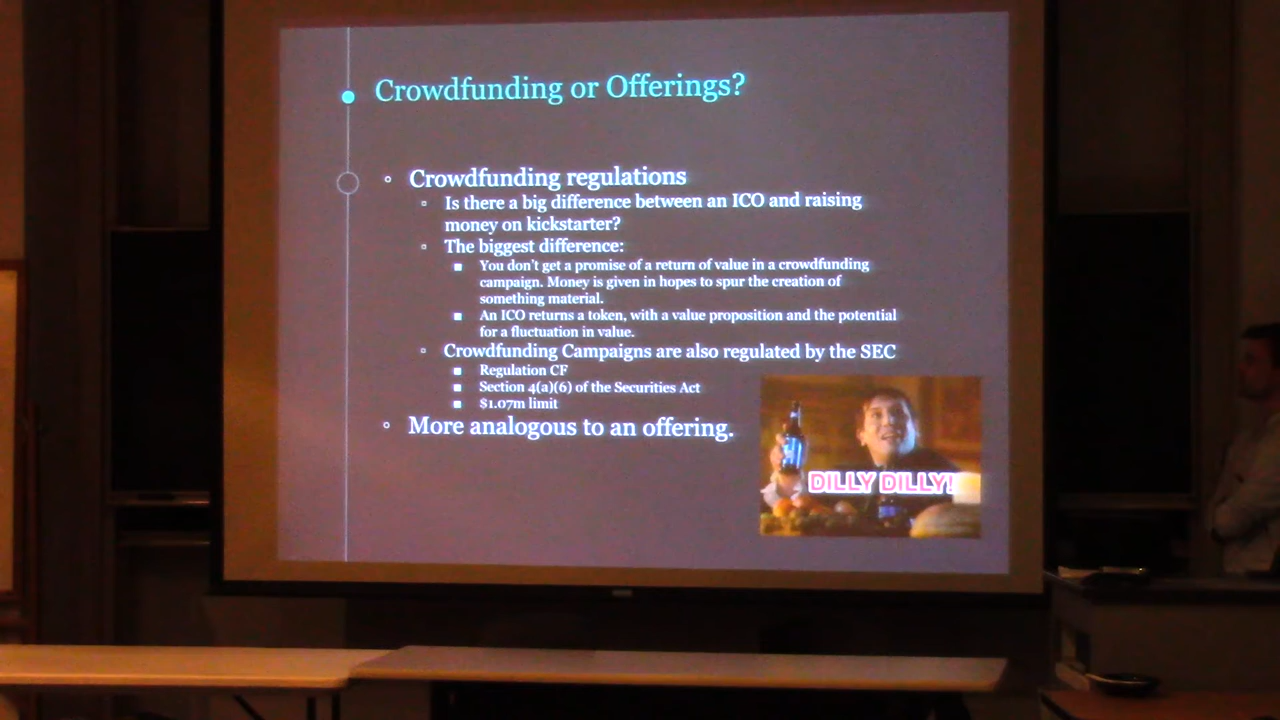 Crowdfunding or Offerings?
Crowdfunding regulations
Is there a big difference between an ICO and raising
money on kickstarter?
The biggest difference:
You don't get a promise of a return of value in a crowdfunding
campaign. Money is given in hopes to spur the creation of
something material.
An ICO returns a token, with a value proposition and the potential
for a fluctuation in value.
Crowdfunding Campaigns are also regulated by the SEC
Regulation CF
Section 4(a)(6) of the Securities Act
$1.07m limit
More analogous to an offering.
DILLY DILLY!